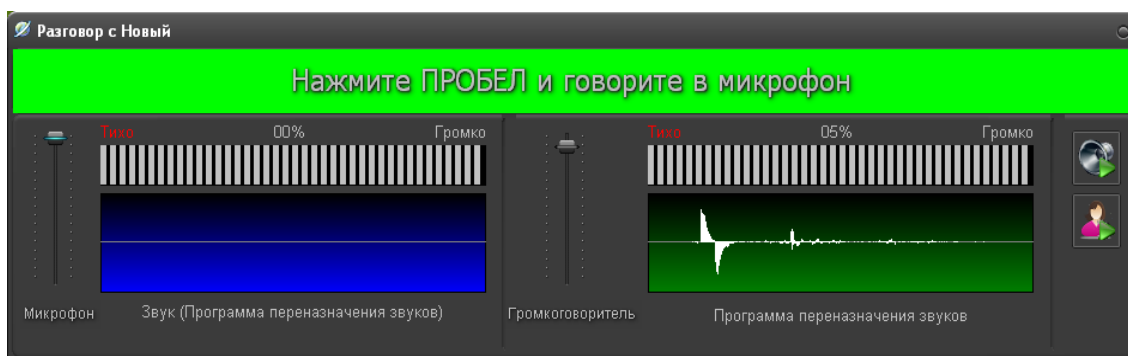 Разговор с Новый
Нажмите ПРОБЕЛ и говорите в микрофон
Тихо 00% Громко
Тихо 05% Громко
Микрофон
Звук (Программа переназначения звуков)
Громкоговоритель
Программа переназначения звуков